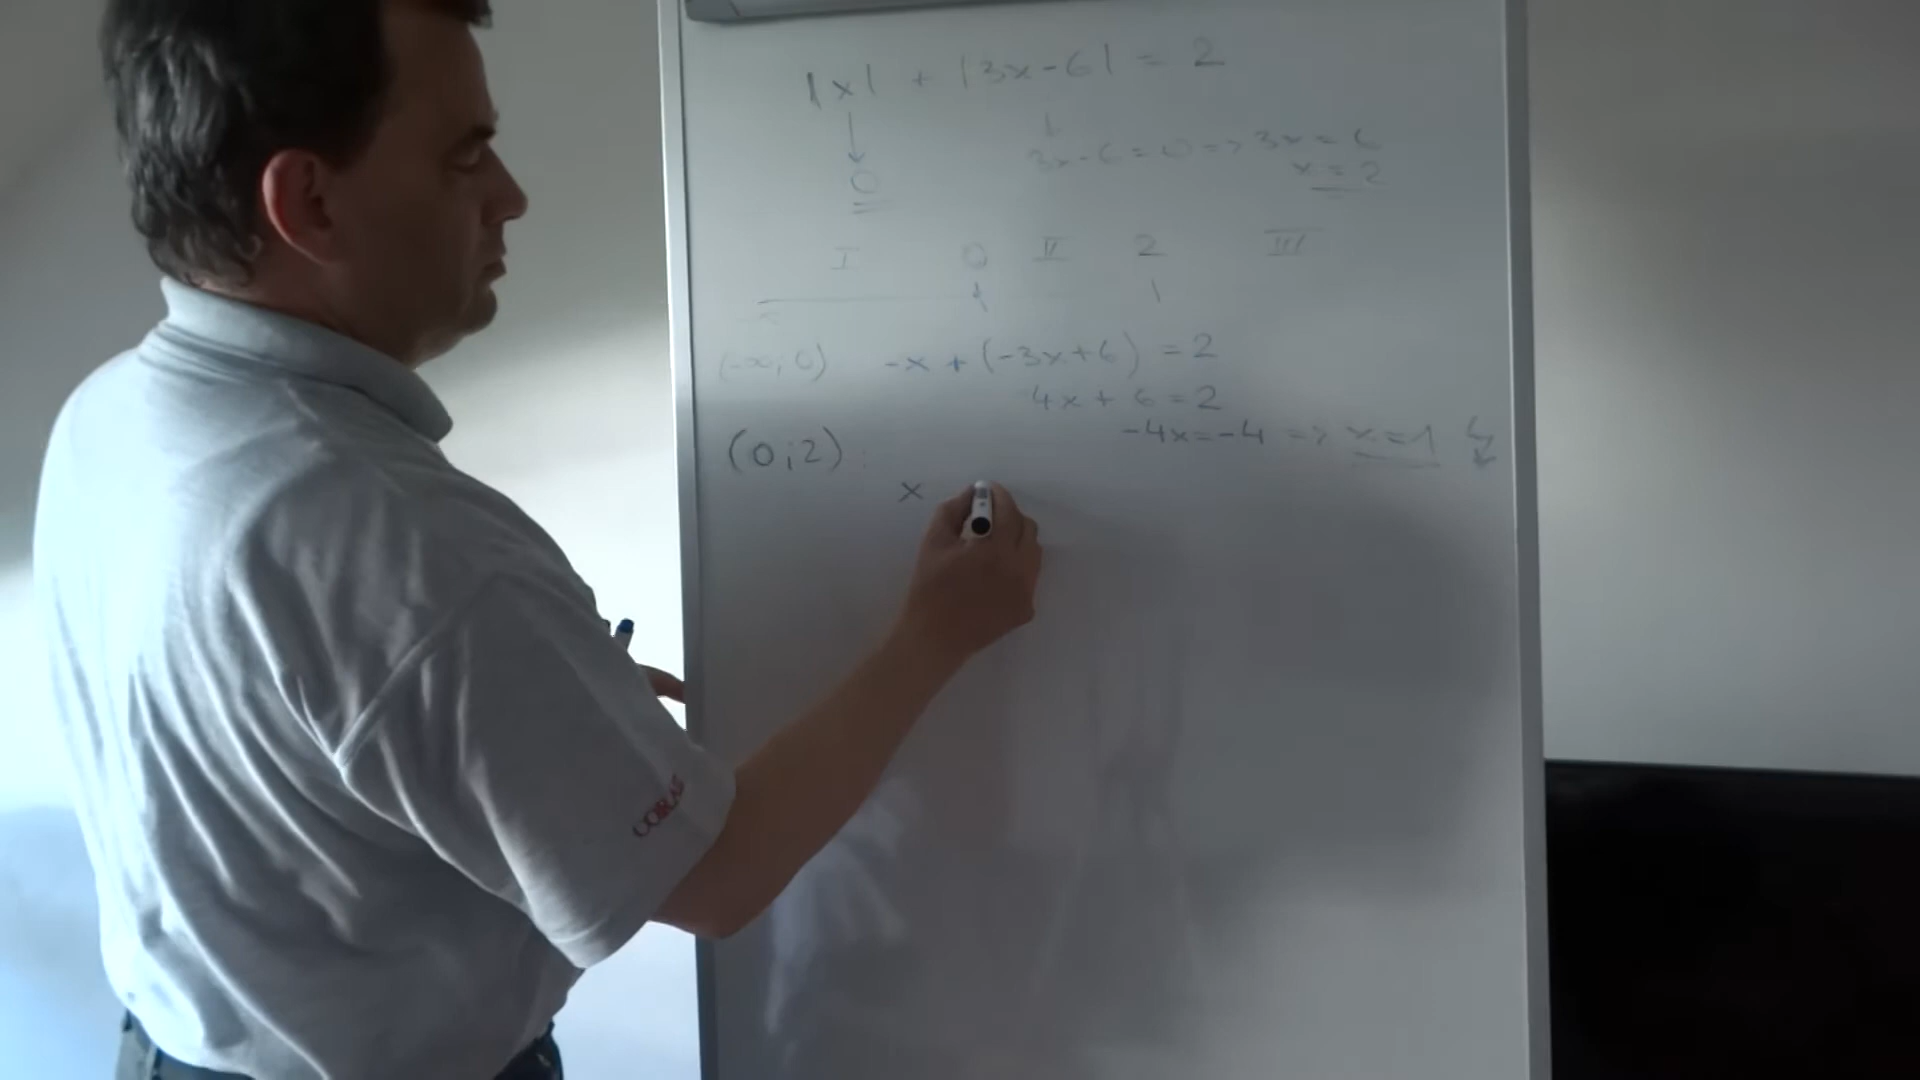 |x| + |3x-6| = 2
0
3x-6=0=>3x=6
x=2
I 0 II 2 III
(-∞;0) -x + (-3x+6) = 2
-4x + 6 = 2
-4x=-4 => x=1
(0;2)
x